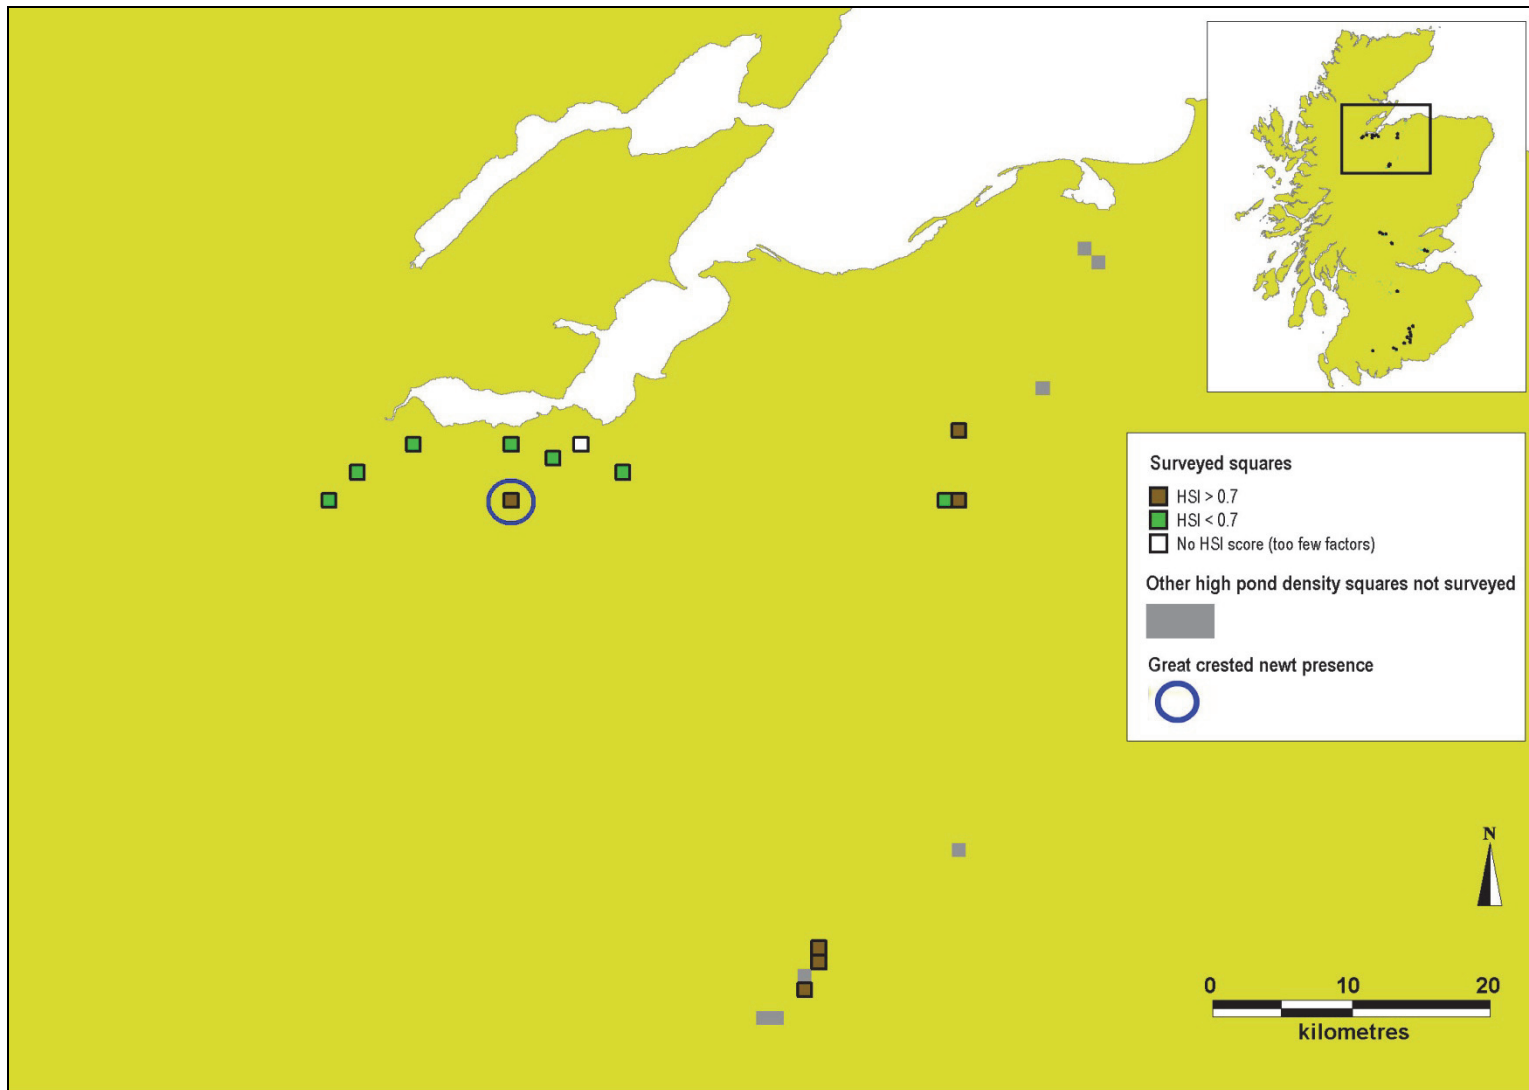 Surveyed squares
HSI > 0.7
HSI < 0.7
No HSI score (too few factors)
Other high pond density squares not surveyed
Great crested newt presence
N
0 10 20
kilometres